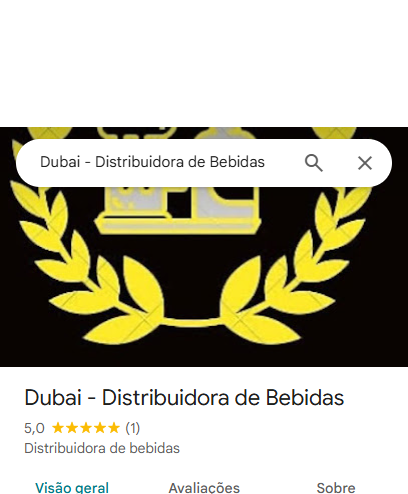 Dubai - Distribuidora de Bebidas
Dubai - Distribuidora de Bebidas
5,0 ★★★★★ (1)
Distribuidora de bebidas
Visão geral Avaliações Sobre